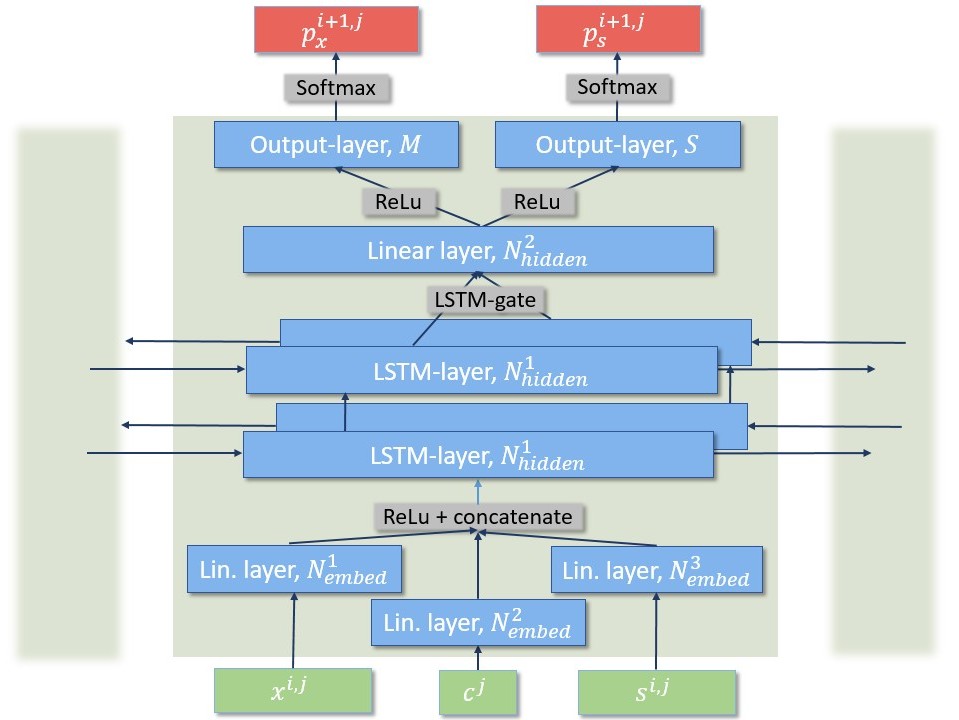 p_x^{i+1,j} p_s^{i+1,j}
Softmax Softmax
Output-layer, M Output-layer, S
ReLu ReLu
Linear layer, N_{hidden}^2
LSTM-gate
LSTM-layer, N_{hidden}^1
LSTM-layer, N_{hidden}^1
ReLu + concatenate
Lin. layer, N_{embed}^1 Lin. layer, N_{embed}^3
Lin. layer, N_{embed}^2
x^{i,j} c^j s^{i,j}